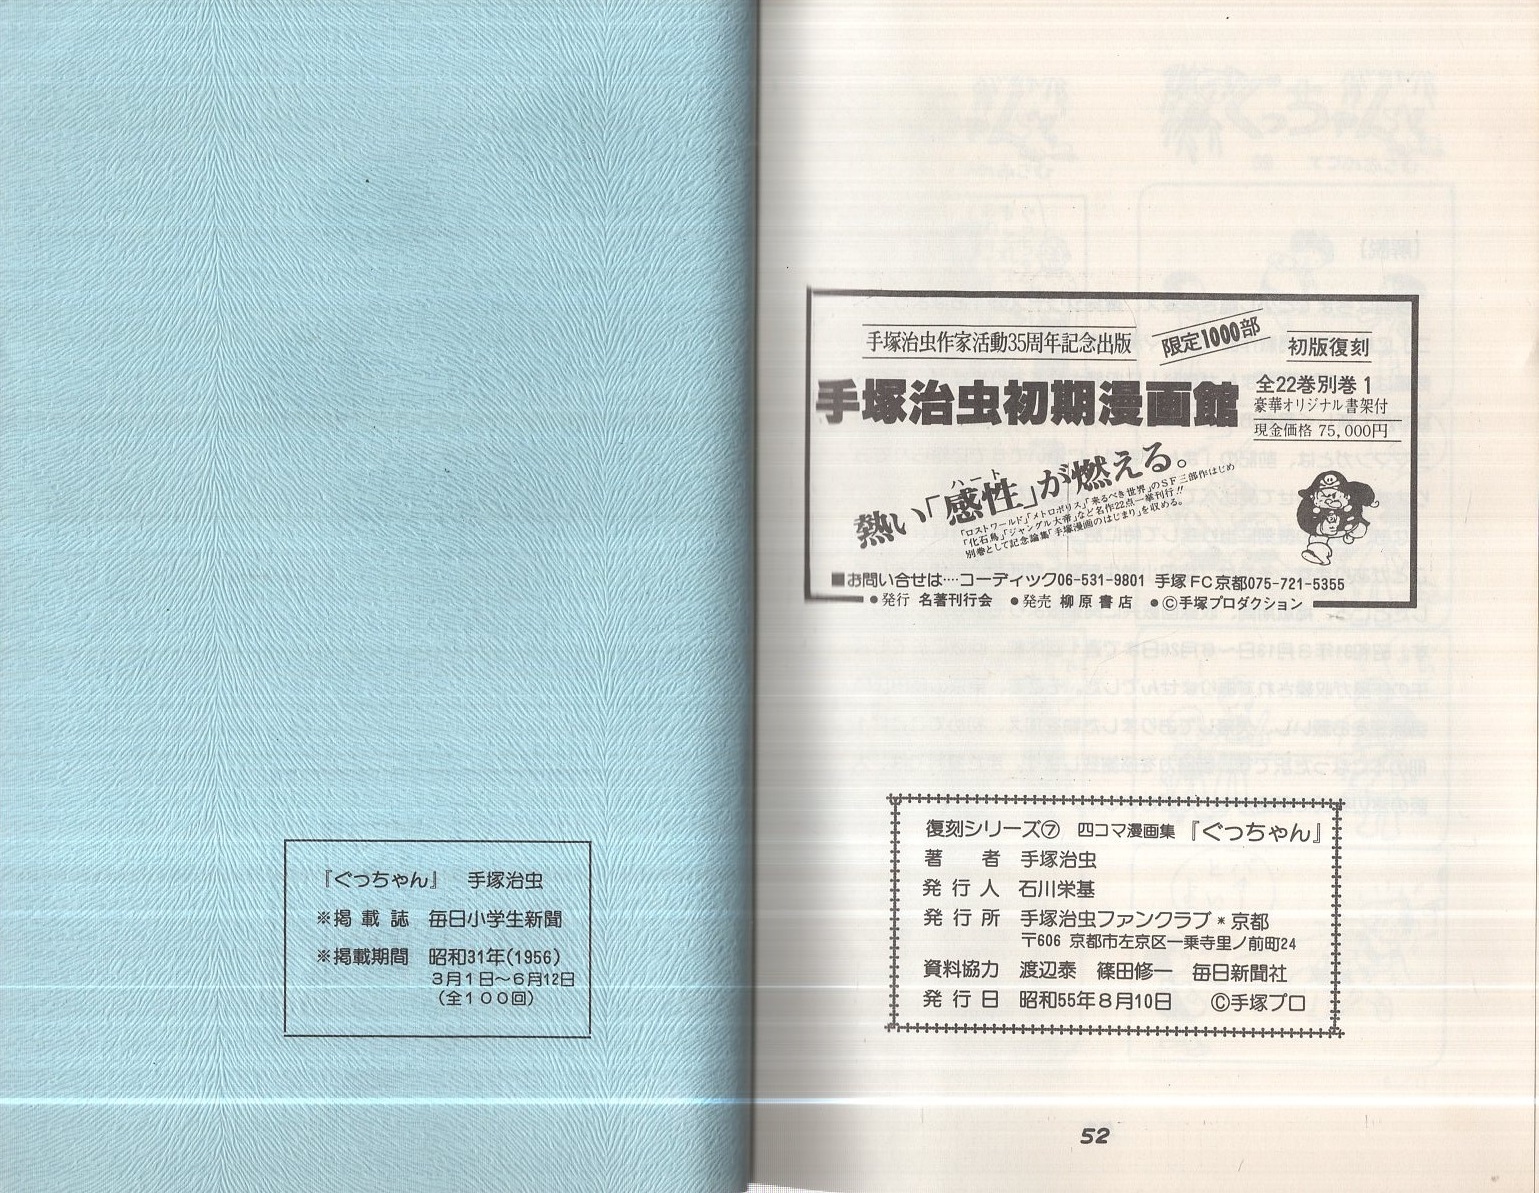 『ぐっちゃん』 手塚治虫
※掲載誌 毎日小学生新聞
※掲載期間 昭和31年(1956)
3月1日〜6月12日
(全100回)
手塚治虫作家活動35周年記念出版
限定1000部
初版復刻
手塚治虫初期漫画館
全22巻別巻1
豪華オリジナル書架付
現金価格 75,000円
ハート
熱い「感性」が燃える。
「ロストワールド」「メトロポリス」「来るべき世界」のSF三部作はじめ
「化石島」「ジャングル大帝」など名作22点一挙刊行!!
別巻として記念論集「手塚漫画のはじまり」を収める。
■お問い合せは‥‥コーディック06-531-9801 手塚FC京都075-721-5355
●発行 名著刊行会 ●発売 柳原書店 ●©手塚プロダクション
復刻シリーズ⑦ 四コマ漫画集『ぐっちゃん』
著者 手塚治虫
発行人 石川栄基
発行所 手塚治虫ファンクラブ*京都
〒606 京都市左京区一乗寺里ノ前町24
資料協力 渡辺泰 篠田修一 毎日新聞社
発行日 昭和55年8月10日 ©手塚プロ
52